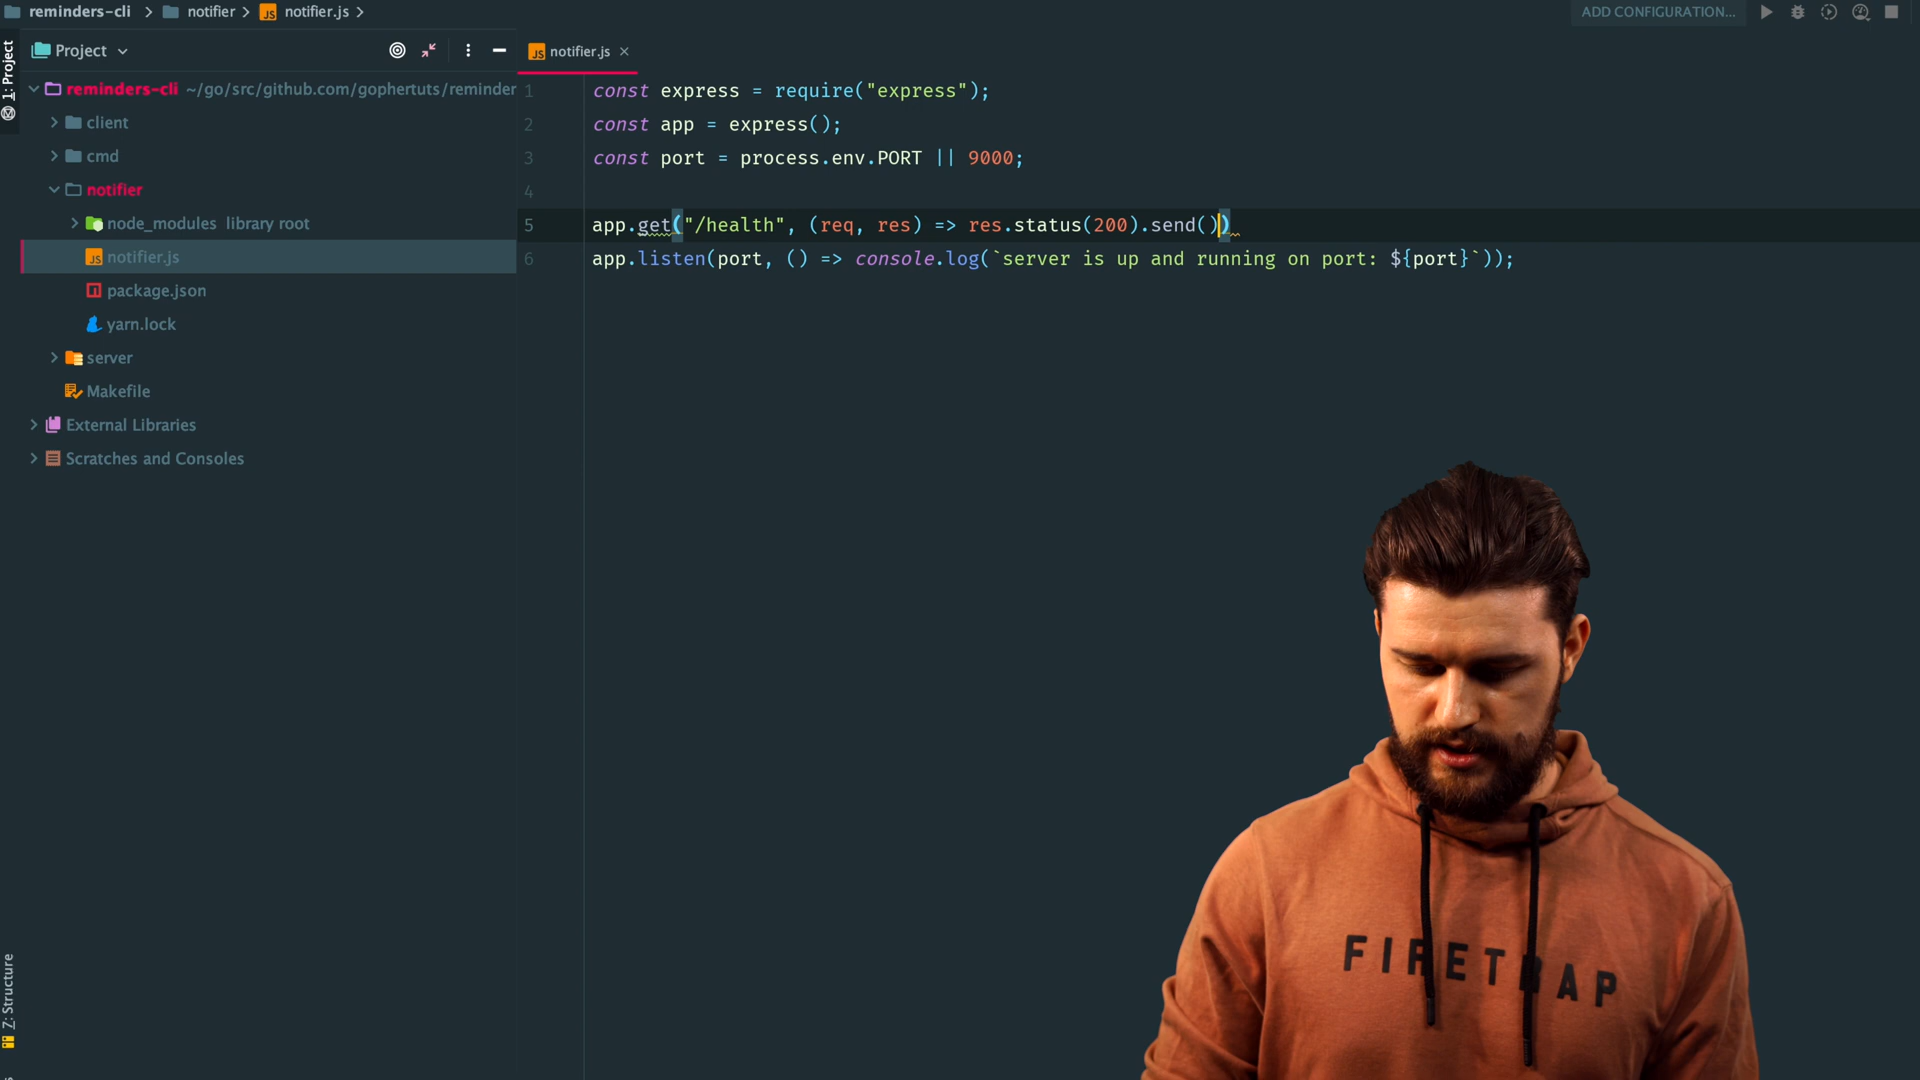 reminders-cli > notifier > JS notifier.js >
ADD CONFIGURATION...
1: Project
Project
reminders-cli ~/go/src/github.com/gophertuts/reminder
client
cmd
notifier
node_modules library root
JS notifier.js
package.json
yarn.lock
server
Makefile
External Libraries
Scratches and Consoles
Z: Structure
JS notifier.js ×
1 const express = require("express");
2 const app = express();
3 const port = process.env.PORT || 9000;
4
5 app.get("/health", (req, res) => res.status(200).send())
6 app.listen(port, () => console.log(`server is up and running on port: ${port}`));
FIRETRAP